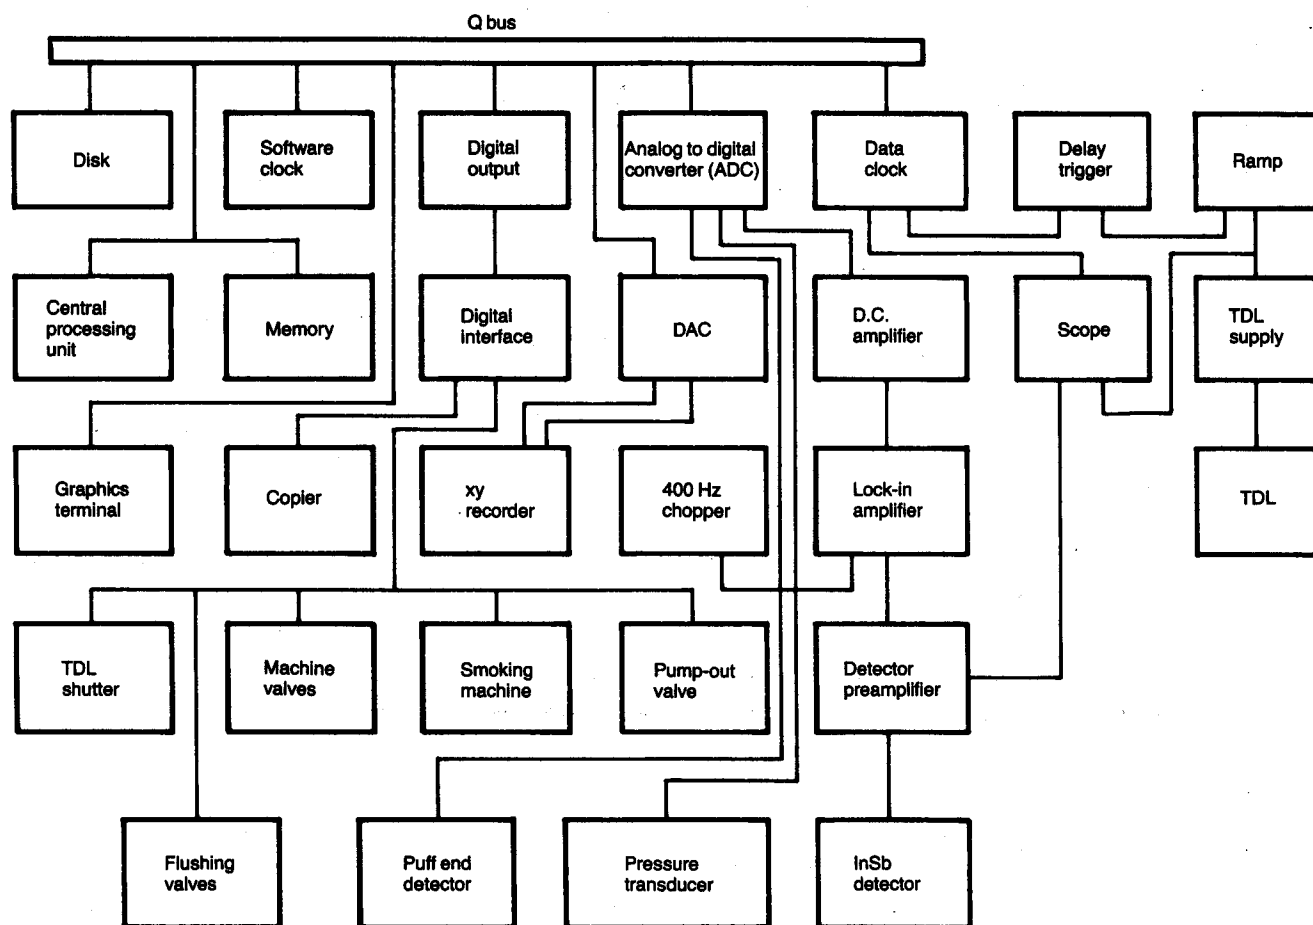 Q bus
Disk
Software
clock
Digital
output
Analog to digital
converter (ADC)
Data
clock
Delay
trigger
Ramp
Central
processing
unit
Memory
Digital
interface
DAC
D.C.
amplifier
Scope
TDL
supply
Graphics
terminal
Copier
xy
recorder
400 Hz
chopper
Lock-in
amplifier
TDL
TDL
shutter
Machine
valves
Smoking
machine
Pump-out
valve
Detector
preamplifier
Flushing
valves
Puff end
detector
Pressure
transducer
InSb
detector